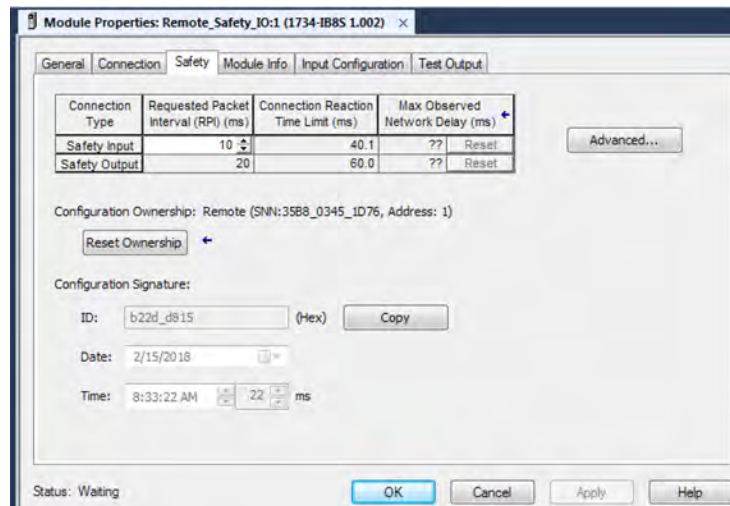 Module Properties: Remote_Safety_IO:1 (1734-IB8S 1.002) ×
General Connection Safety Module Info Input Configuration Test Output
Connection Type Requested Packet Interval (RPI) (ms) Connection Reaction Time Limit (ms) Max Observed Network Delay (ms)
Safety Input 10 40.1 ?? Reset
Safety Output 20 60.0 ?? Reset
Advanced...
Configuration Ownership: Remote (SNN:35B8_0345_1D76, Address: 1)
Reset Ownership
Configuration Signature:
ID: b22d_d815 (Hex) Copy
Date: 2/15/2018
Time: 8:33:22 AM 22 ms
Status: Waiting OK Cancel Apply Help